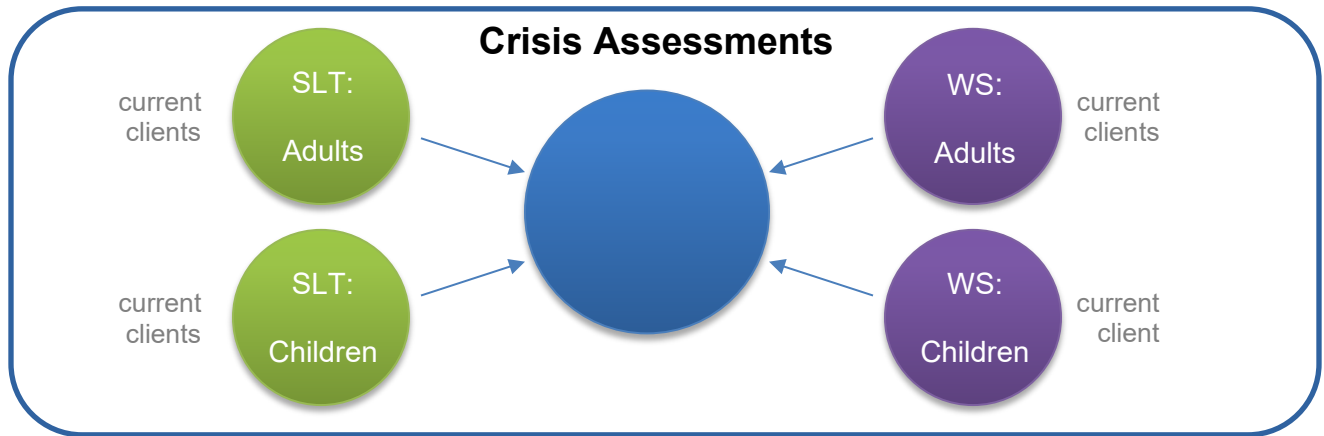 Crisis Assessments
current
clients
SLT:
Adults
WS:
Adults
current
clients
current
clients
SLT:
Children
WS:
Children
current
client